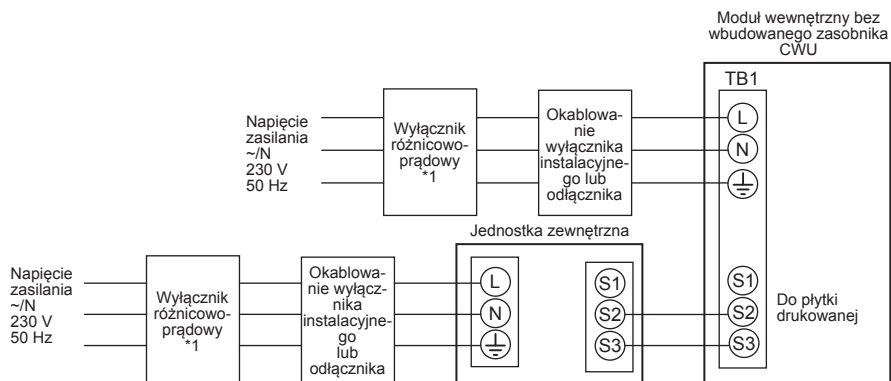 Moduł wewnętrzny bez
wbudowanego zasobnika
CWU
TB1
Napięcie
zasilania
~/N
230 V
50 Hz
Wyłącznik
różnicowo-
prądowy
*1
Okablowa-
nie
wyłącznika
instalacyjne-
go lub
odłącznika
L
N
Jednostka zewnętrzna
Napięcie
zasilania
~/N
230 V
50 Hz
Wyłącznik
różnicowo-
prądowy
*1
Okablowa-
nie wyłącz-
nika
instalacyjne-
go
lub
odłącznika
L
N
S1
S2
S3
S1
S2
S3
Do płytki
drukowanej